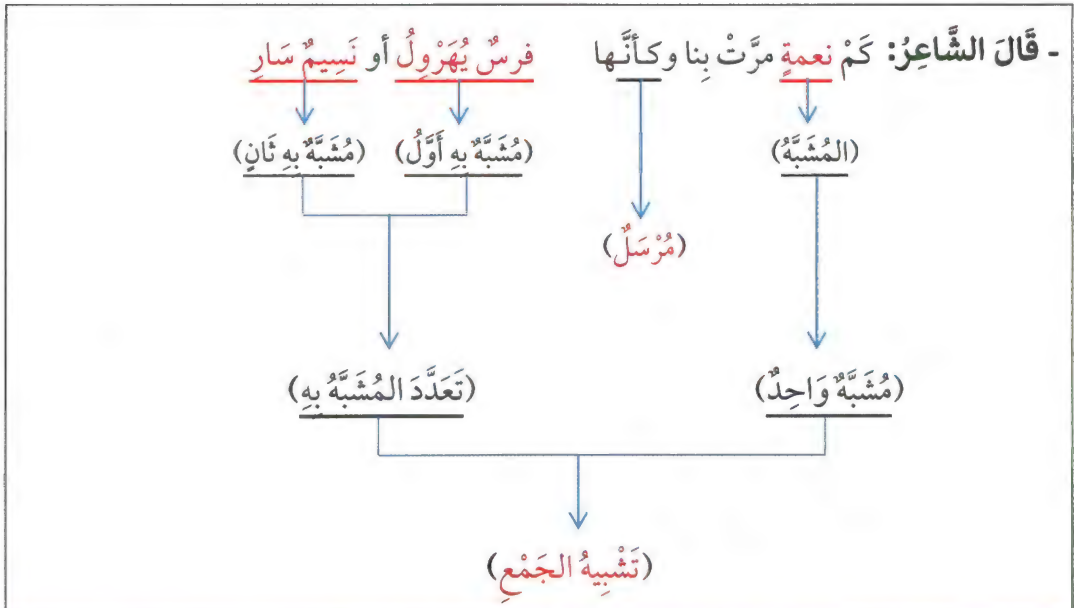 - قَالَ الشَّاعِرُ: كَمْ نعمةٍ مرَّتْ بِنا وكأنَّها فرسٌ يُهَرْوِلُ أو نَسِيمٌ سَارِ
(المُشَبَّهُ) (مُشَبَّهٌ بِهِ أَوَّلُ) (مُشَبَّهٌ بِهِ ثَانٍ)
(مُرْسَلٌ)
(مُشَبَّهٌ وَاحِدٌ) (تَعَدَّدَ المُشَبَّهُ بِهِ)
(تَشْبِيهُ الجَمْعِ)